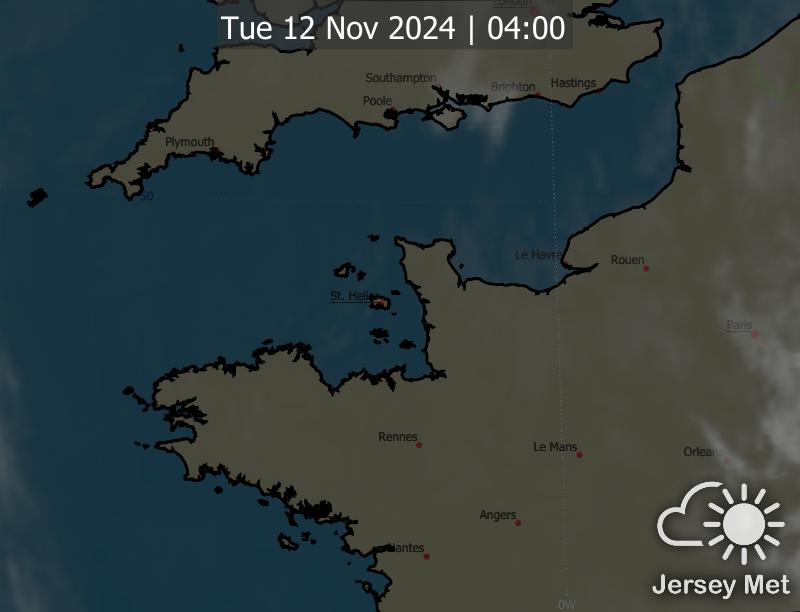 London
Tue 12 Nov 2024 | 04:00
Southampton
Brighton
Hastings
Poole
Plymouth
50
Le Havre
Rouen
St. Helier
Paris
Rennes
Le Mans
Orleans
Angers
Nantes
Jersey Met
0W